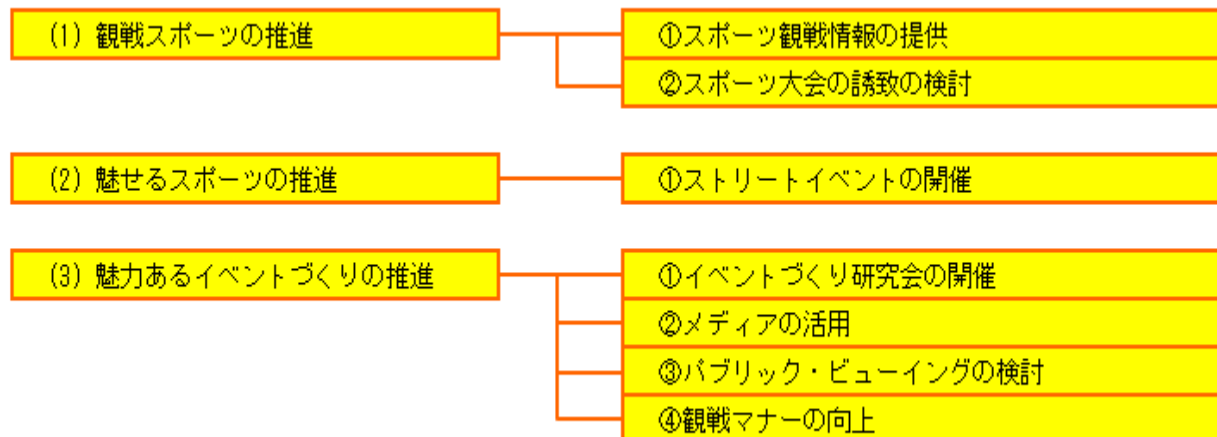 (1) 観戦スポーツの推進
①スポーツ観戦情報の提供
②スポーツ大会の誘致の検討
(2) 魅せるスポーツの推進
①ストリートイベントの開催
(3) 魅力あるイベントづくりの推進
①イベントづくり研究会の開催
②メディアの活用
③パブリック・ビューイングの検討
④観戦マナーの向上